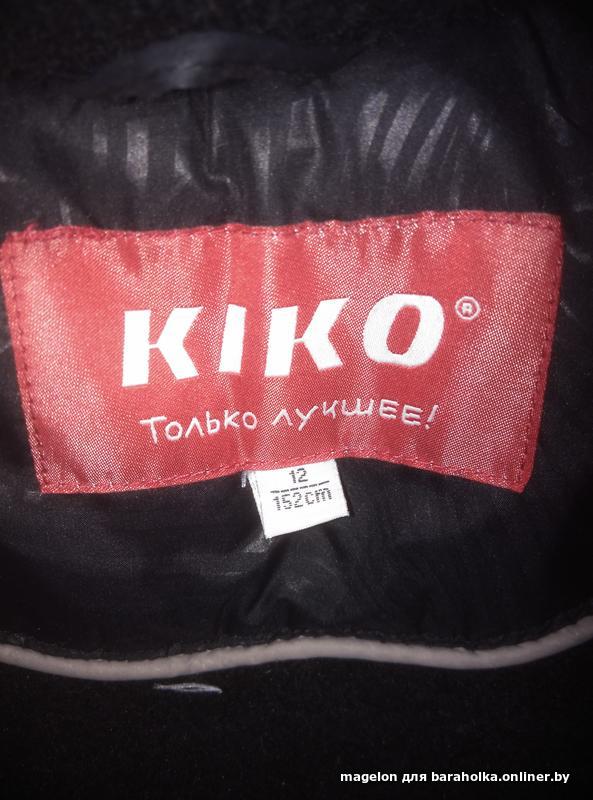 KIKO®
Только лучшее!
12
152cm
magelon для baraholka.onliner.by